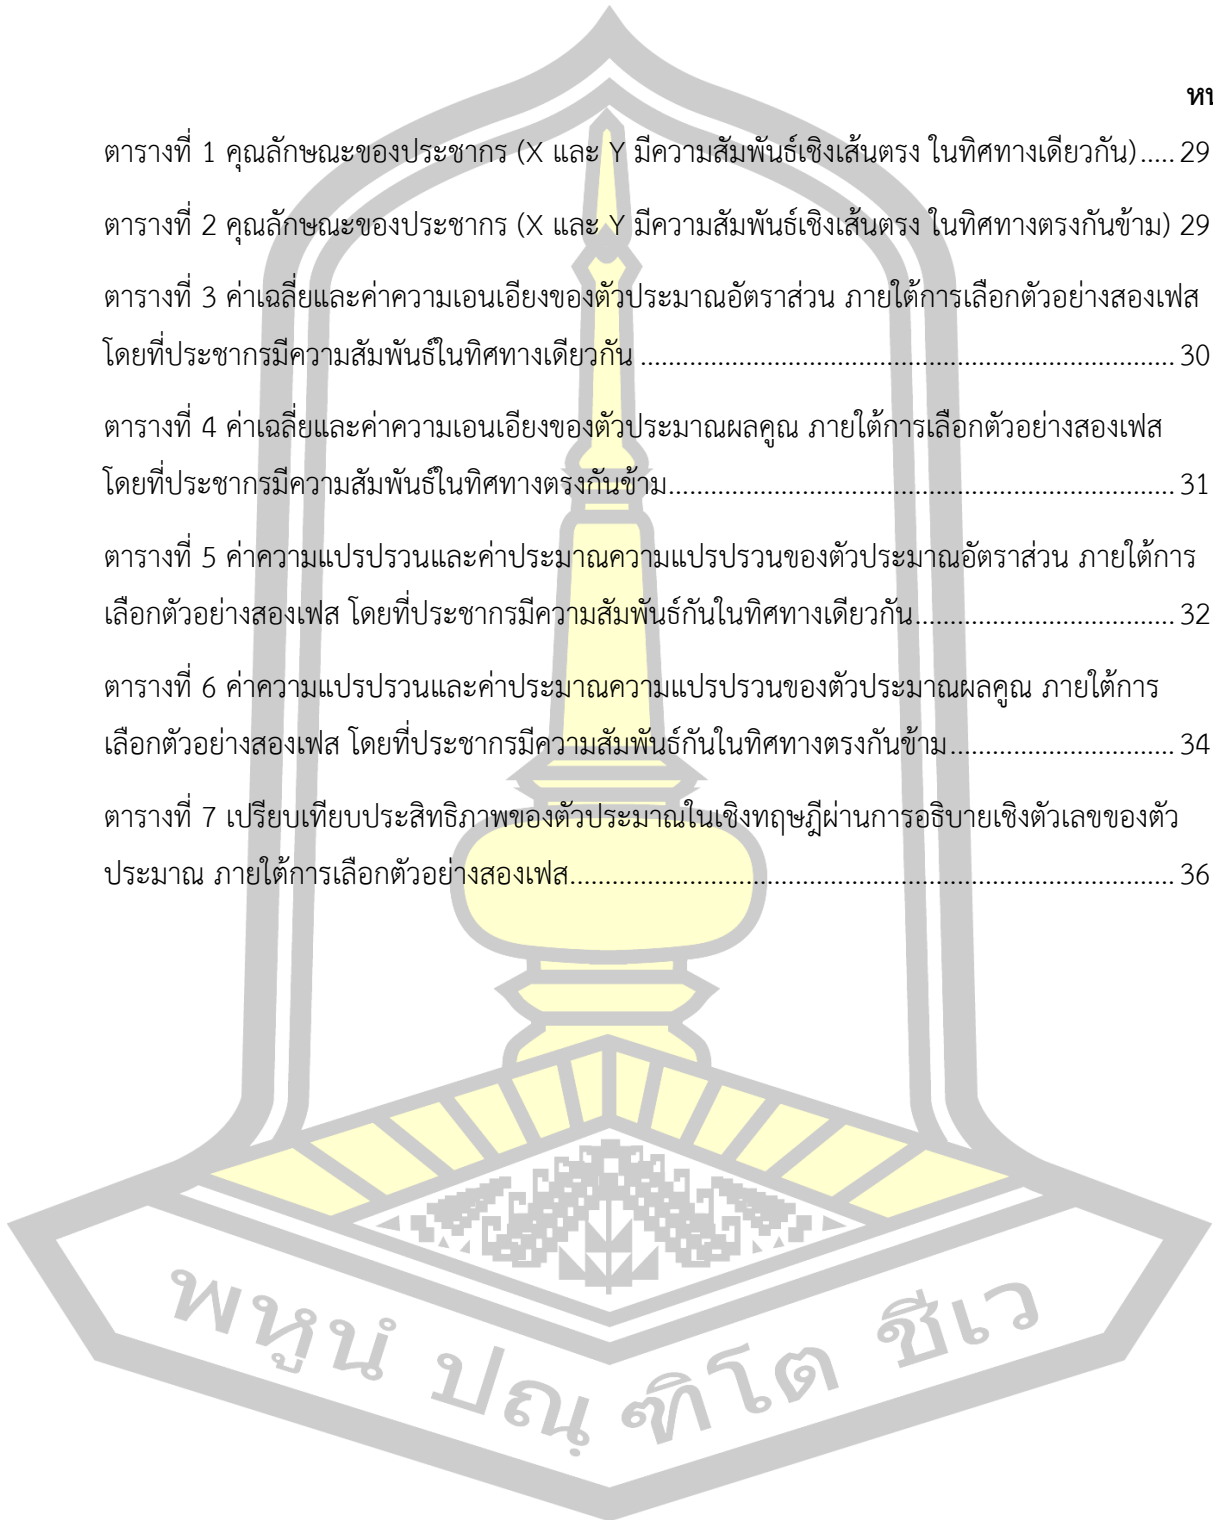 ตารางที่ 1 คุณลักษณะของประชากร (X และ Y มีความสัมพันธ์เชิงเส้นตรง ในทิศทางเดียวกัน)..... 29
ตารางที่ 2 คุณลักษณะของประชากร (X และ Y มีความสัมพันธ์เชิงเส้นตรง ในทิศทางตรงกันข้าม) 29
ตารางที่ 3 ค่าเฉลี่ยและค่าความเอนเอียงของตัวประมาณอัตราส่วน ภายใต้การเลือกตัวอย่างสองเฟส
โดยที่ประชากรมีความสัมพันธ์ในทิศทางเดียวกัน ........................................................................ 30
ตารางที่ 4 ค่าเฉลี่ยและค่าความเอนเอียงของตัวประมาณผลคูณ ภายใต้การเลือกตัวอย่างสองเฟส
โดยที่ประชากรมีความสัมพันธ์ในทิศทางตรงกันข้าม..................................................................... 31
ตารางที่ 5 ค่าความแปรปรวนและค่าประมาณความแปรปรวนของตัวประมาณอัตราส่วน ภายใต้การ
เลือกตัวอย่างสองเฟส โดยที่ประชากรมีความสัมพันธ์กันในทิศทางเดียวกัน................................... 32
ตารางที่ 6 ค่าความแปรปรวนและค่าประมาณความแปรปรวนของตัวประมาณผลคูณ ภายใต้การ
เลือกตัวอย่างสองเฟส โดยที่ประชากรมีความสัมพันธ์กันในทิศทางตรงกันข้าม.............................. 34
ตารางที่ 7 เปรียบเทียบประสิทธิภาพของตัวประมาณในเชิงทฤษฎีผ่านการอธิบายเชิงตัวเลขของตัว
ประมาณ ภายใต้การเลือกตัวอย่างสองเฟส................................................................................. 36
พหูนํ ปณฺฑิโต ชีเว